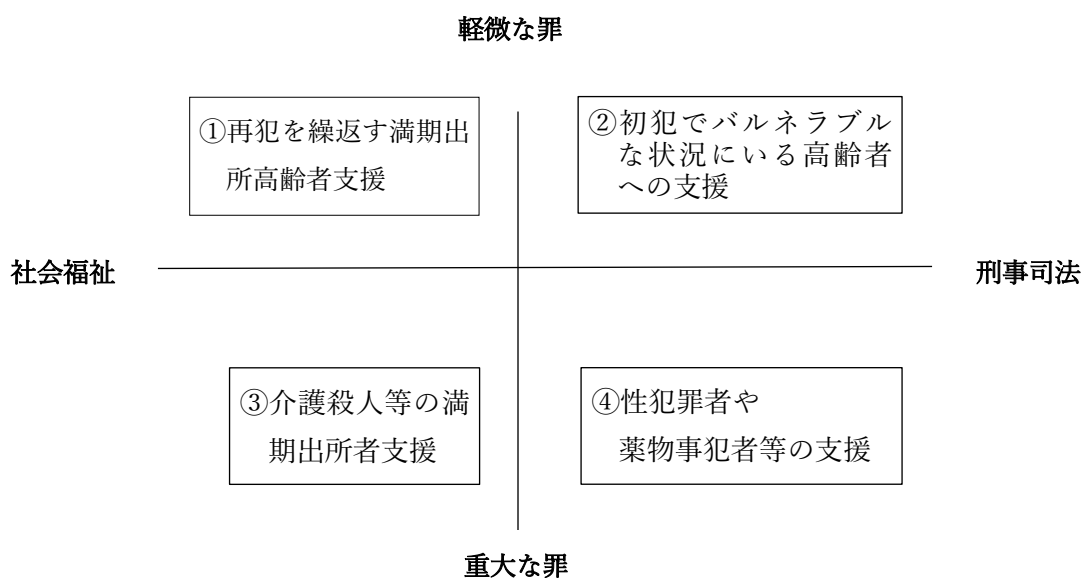 軽微な罪
①再犯を繰返す満期出
所高齢者支援
②初犯でバルネラブル
な状況にいる高齢者
への支援
社会福祉
刑事司法
③介護殺人等の満
期出所者支援
④性犯罪者や
薬物事犯者等の支援
重大な罪